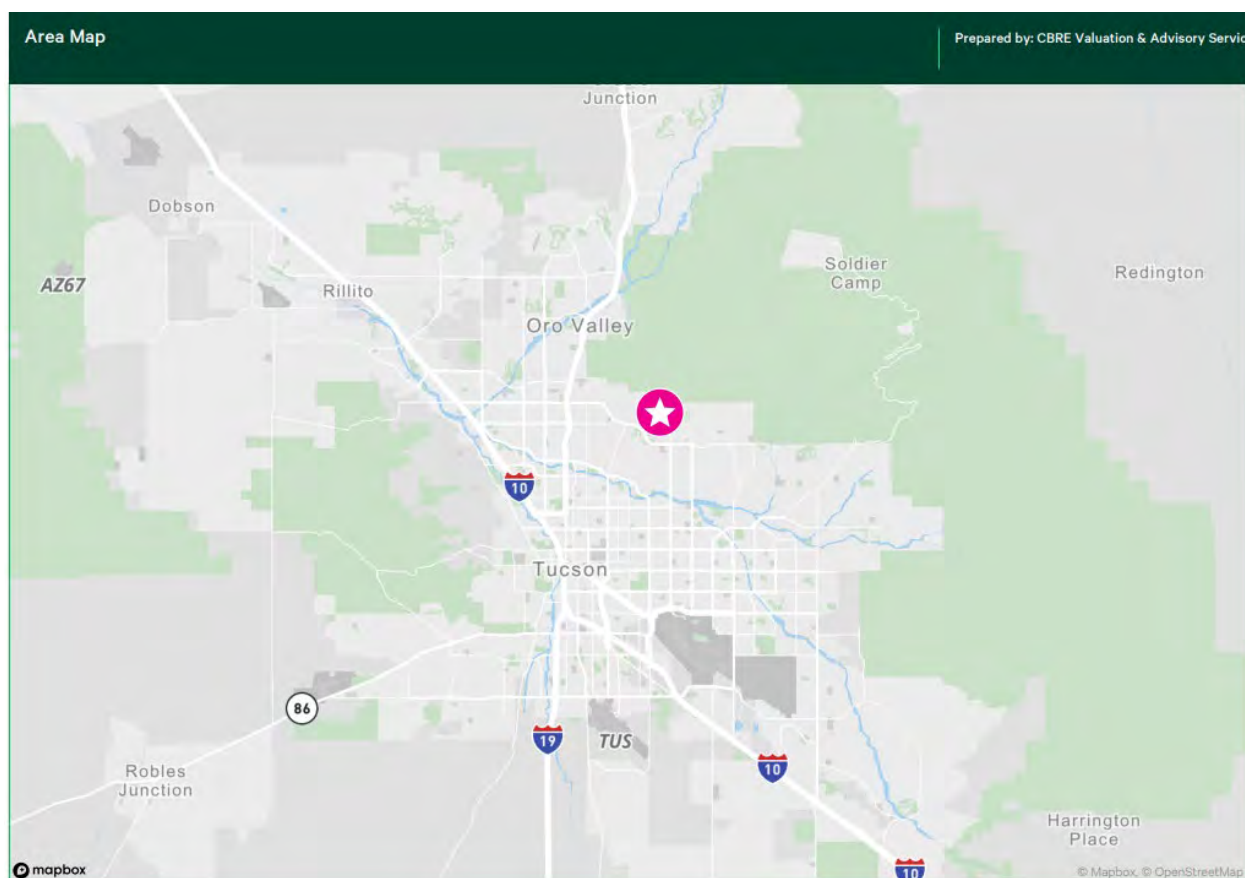 Area Map
Prepared by: CBRE Valuation & Advisory
Junction
Dobson
AZ67
Rillito
Soldier
Camp
Redington
Oro Valley
10
Tucson
86
19
TUS
10
Robles
Junction
Harrington
Place
10
mapbox
© Mapbox, © OpenStreetMap